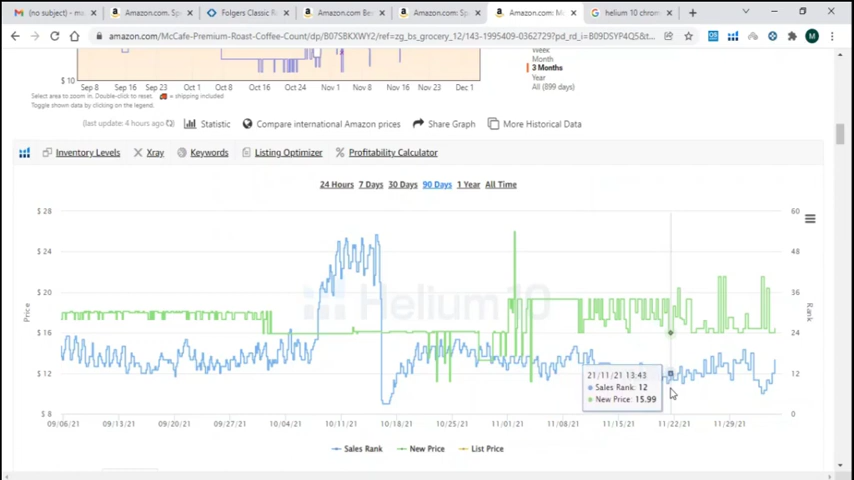 (no subject) - m
Amazon.com: Sp
Folgers Classic R
Amazon.com Bes
Amazon.com: Sp
Amazon.com: M
helium 10 chrom
amazon.com/McCafe-Premium-Roast-Coffee-Count/dp/B07S8KXWY2/ref=zg_bs_grocery_12/143-1995409-0362729?pd_rd_i=B09DSYP4Q5&t...
M
Week
Month
3 Months
Year
All (899 days)
$ 10
Sep 8 Sep 16 Sep 23 Oct 1 Oct 8 Oct 16 Oct 24 Nov 1 Nov 8 Nov 16 Nov 23 Dec 1
Select area to zoom in. Double-click to reset. + shipping included.
Toggle shown data by clicking on the legend.
(last update: 4 hours ago) Statistic Compare international Amazon prices Share Graph More Historical Data
Inventory Levels Xray Keywords Listing Optimizer Profitability Calculator
24 Hours 7 Days 30 Days 90 Days 1 Year All Time
$ 28 60
$ 24 48
$ 20 36
Helium 10
Price Rank
$ 16 24
$ 12 12
21/11/21 13.43
Sales Rank: 12
New Price: 15.99
$ 8 0
09/06/21 09/13/21 09/20/21 09/27/21 10/04/21 10/11/21 10/18/21 10/25/21 11/01/21 11/08/21 11/15/21 11/22/21 11/29/21
Sales Rank New Price List Price